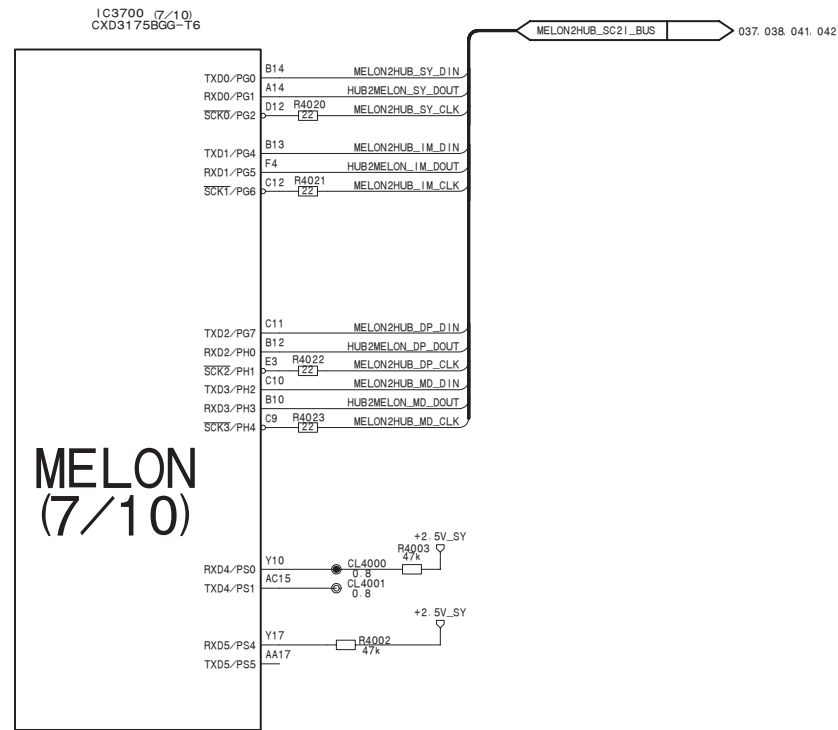 IC3700 (7/10)
CXD3175BGG-T6
MELON2HUB_SC2I_BUS
037. 038. 041. 042
TXD0/PG0 B14 MELON2HUB_SY_DIN
RXD0/PG1 A14 HUB2MELON_SY_DOUT
SCK0/PG2 D12 R4020 22 MELON2HUB_SY_CLK
TXD1/PG4 B13 MELON2HUB_IM_DIN
RXD1/PG5 F4 HUB2MELON_IM_DOUT
SCK1/PG6 C12 R4021 22 MELON2HUB_IM_CLK
TXD2/PG7 C11 MELON2HUB_DP_DIN
RXD2/PH0 B12 HUB2MELON_DP_DOUT
SCK2/PH1 E3 R4022 22 MELON2HUB_DP_CLK
TXD3/PH2 C10 MELON2HUB_MD_DIN
RXD3/PH3 B10 HUB2MELON_MD_DOUT
SCK3/PH4 C9 R4023 22 MELON2HUB_MD_CLK
MELON
(7/10)
+2.5V_SY
RXD4/PS0 Y10 CL4000 0.8 R4003 47k
TXD4/PS1 AC15 CL4001 0.8
+2.5V_SY
RXD5/PS4 Y17 R4002 47k
TXD5/PS5 AA17